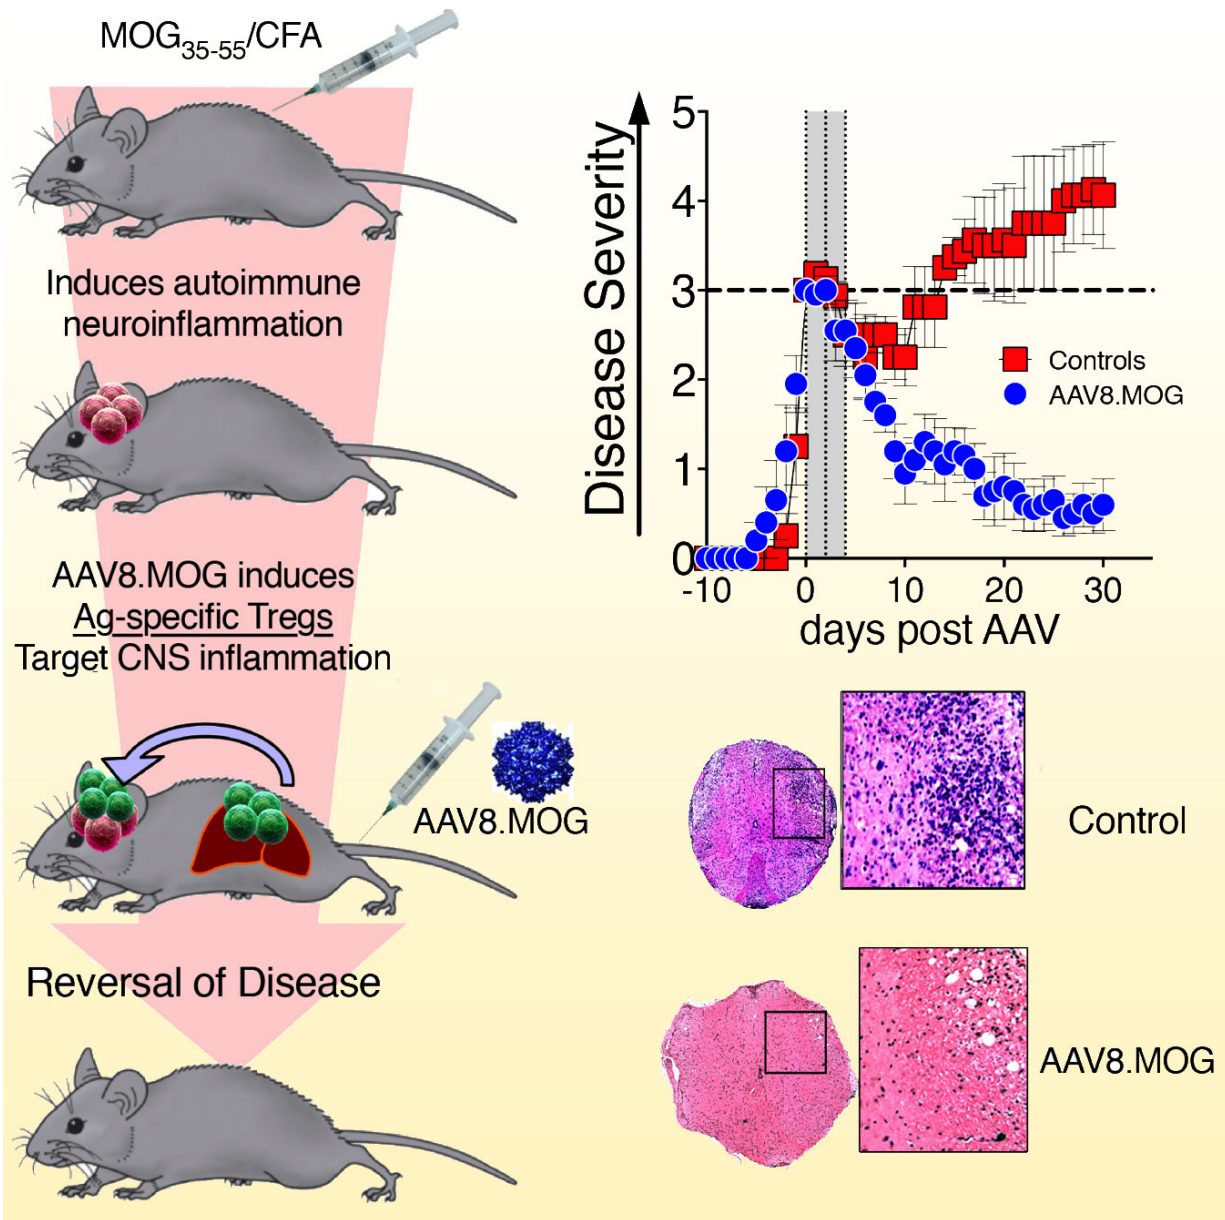 MOG35-55/CFA
Induces autoimmune
neuroinflammation
AAV8.MOG induces
Ag-specific Tregs
Target CNS inflammation
AAV8.MOG
Reversal of Disease
Disease Severity
5
4
3
2
1
0
-10 0 10 20 30
days post AAV
Controls
AAV8.MOG
Control
AAV8.MOG